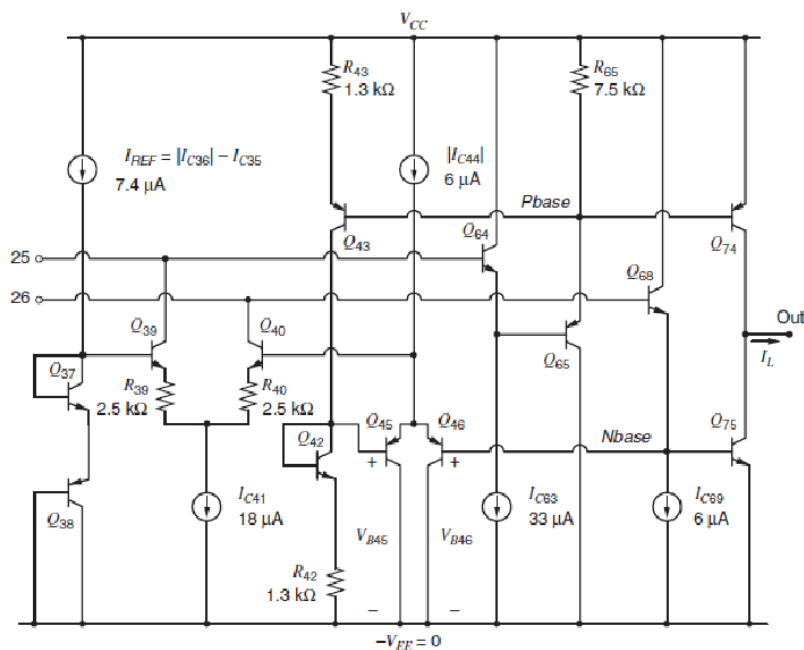 V_CC
R_43
1.3 kΩ
R_65
7.5 kΩ
I_REF = |I_C36| − I_C35
7.4 μA
|I_C44|
6 μA
Pbase
Q_43
Q_64
Q_74
25
26
Q_68
Out
I_L
Q_39
Q_40
Q_65
Q_37
R_39
2.5 kΩ
R_40
2.5 kΩ
Q_45
Q_46
Nbase
Q_75
Q_42
+
+
Q_38
I_C41
18 μA
V_B45
V_B46
I_C63
33 μA
I_C69
6 μA
R_42
1.3 kΩ
−
−
−V_EE = 0